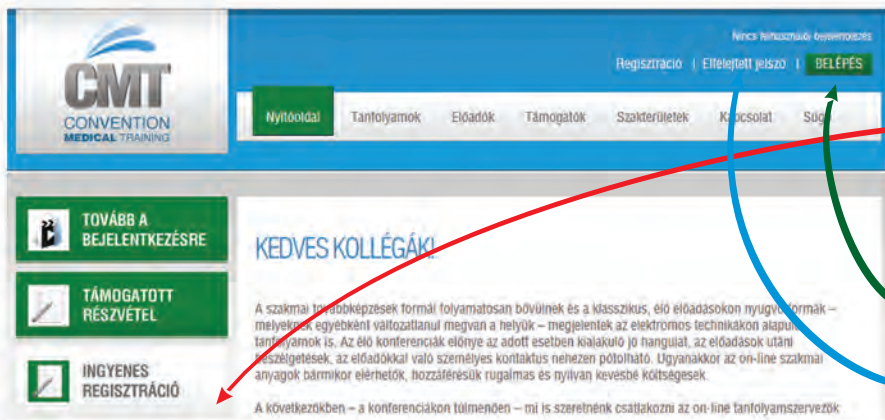 Nincs felhasználói bejelentkezés
Regisztráció | Elfelejtett jelszó | BELÉPÉS
CMT
CONVENTION
MEDICAL TRAINING
Nyitóoldal Tanfolyamok Előadók Támogatók Szakterületek Kapcsolat Súgó
TOVÁBB A
BEJELENTKEZÉSRE
TÁMOGATOTT
RÉSZVÉTEL
INGYENES
REGISZTRÁCIÓ
KEDVES KOLLÉGÁK!
A szakmai továbbképzések formái folyamatosan bővülnek és a klasszikus, élő előadásokon nyugvó formák –
melyeknek egyébként változatlanul megvan a helyük – megjelentek az elektromos technikákon alapuló
tanfolyamok is. Az élő konferenciák előnye az adott esetben kialakuló jó hangulat, az előadások utáni
beszélgetések, az előadókkal való személyes kontaktus nehezen pótolható. Ugyanakkor az on-line szakmai
anyagok bármikor elérhetők, hozzáférésük rugalmas és nyilván kevésbé költségesek.
A következőkben – a konferenciákon túlmenően – mi is szeretnénk csatlakozni az on-line tanfolyamszervezők